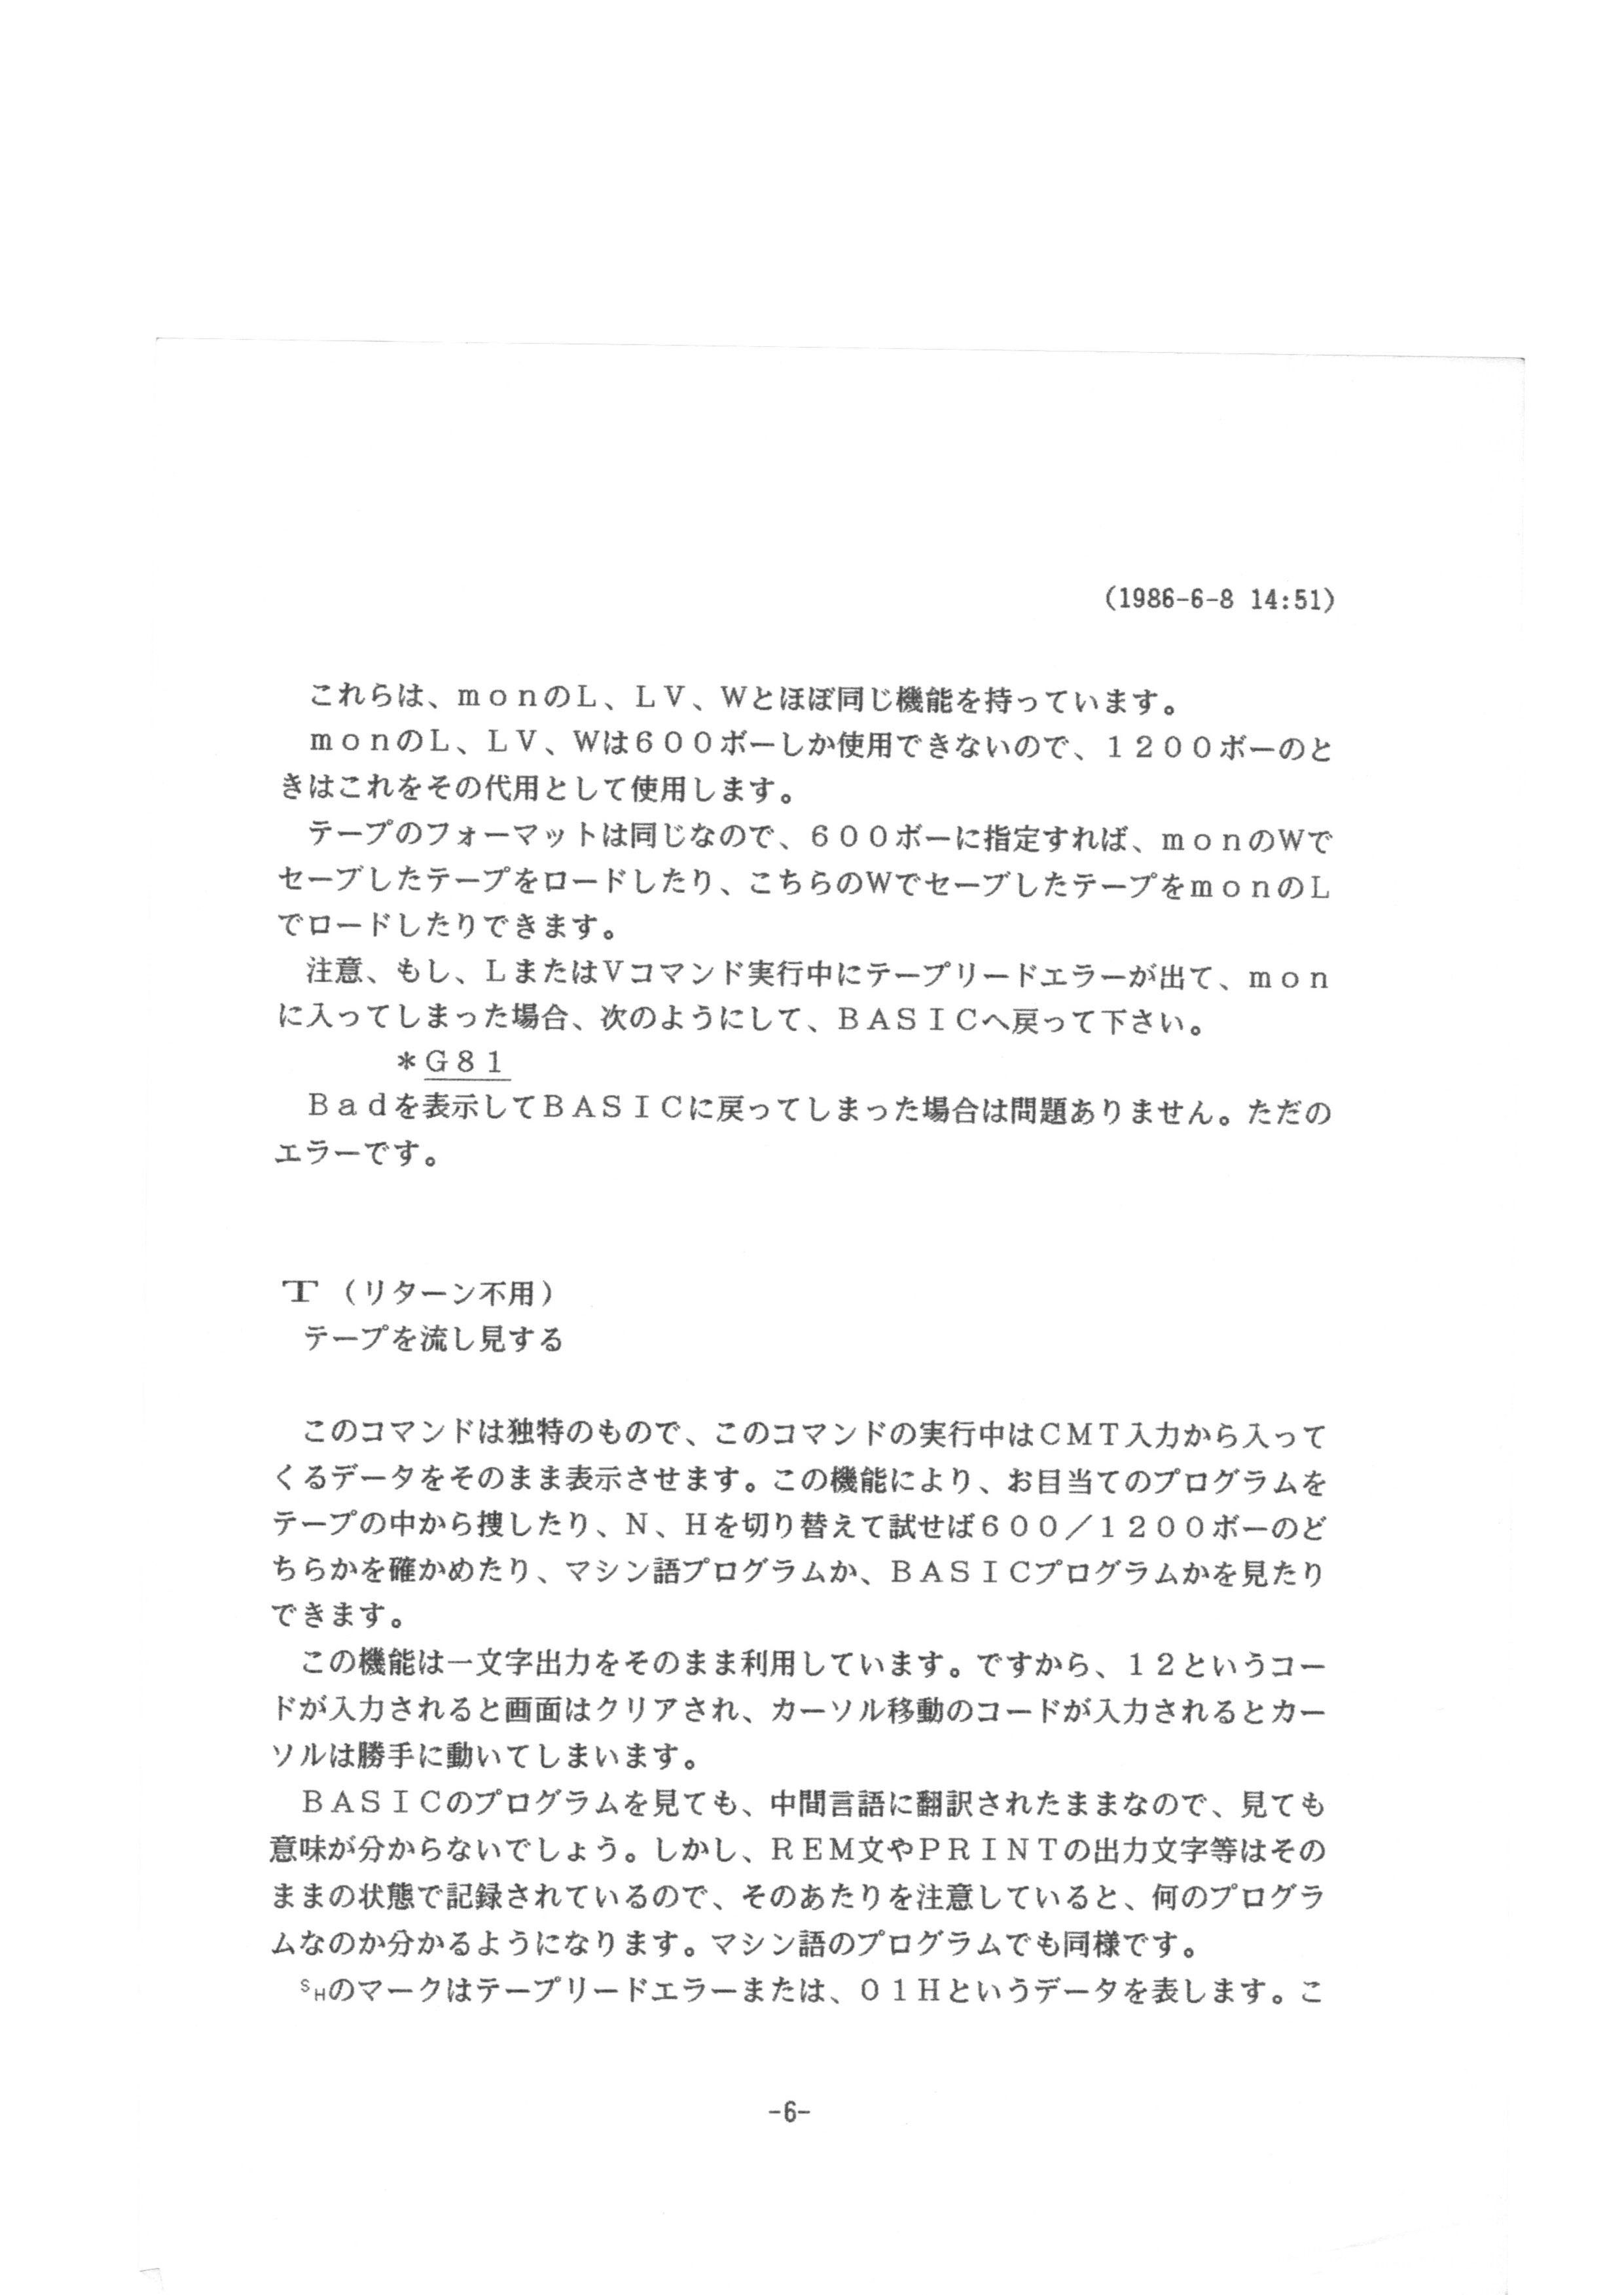 (1986-6-8 14:51)
これらは、ｍｏｎのＬ、ＬＶ、Ｗとほぼ同じ機能を持っています。
ｍｏｎのＬ、ＬＶ、Ｗは６００ボーしか使用できないので、１２００ボーのと
きはこれをその代用として使用します。
テープのフォーマットは同じなので、６００ボーに指定すれば、ｍｏｎのＷで
セーブしたテープをロードしたり、こちらのＷでセーブしたテープをｍｏｎのＬ
でロードしたりできます。
注意、もし、ＬまたはＶコマンド実行中にテープリードエラーが出て、ｍｏｎ
に入ってしまった場合、次のようにして、ＢＡＳＩＣへ戻って下さい。
＊Ｇ８１
Ｂａｄを表示してＢＡＳＩＣに戻ってしまった場合は問題ありません。ただの
エラーです。
Ｔ（リターン不用）
テープを流し見する
このコマンドは独特のもので、このコマンドの実行中はＣＭＴ入力から入って
くるデータをそのまま表示させます。この機能により、お目当てのプログラムを
テープの中から捜したり、Ｎ、Ｈを切り替えて試せば６００／１２００ボーのど
ちらかを確かめたり、マシン語プログラムか、ＢＡＳＩＣプログラムかを見たり
できます。
この機能は一文字出力をそのまま利用しています。ですから、１２というコー
ドが入力されると画面はクリアされ、カーソル移動のコードが入力されるとカー
ソルは勝手に動いてしまいます。
ＢＡＳＩＣのプログラムを見ても、中間言語に翻訳されたままなので、見ても
意味が分からないでしょう。しかし、ＲＥＭ文やＰＲＩＮＴの出力文字等はその
ままの状態で記録されているので、そのあたりを注意していると、何のプログラ
ムなのか分かるようになります。マシン語のプログラムでも同様です。
SHのマークはテープリードエラーまたは、０１Ｈというデータを表します。こ
-6-